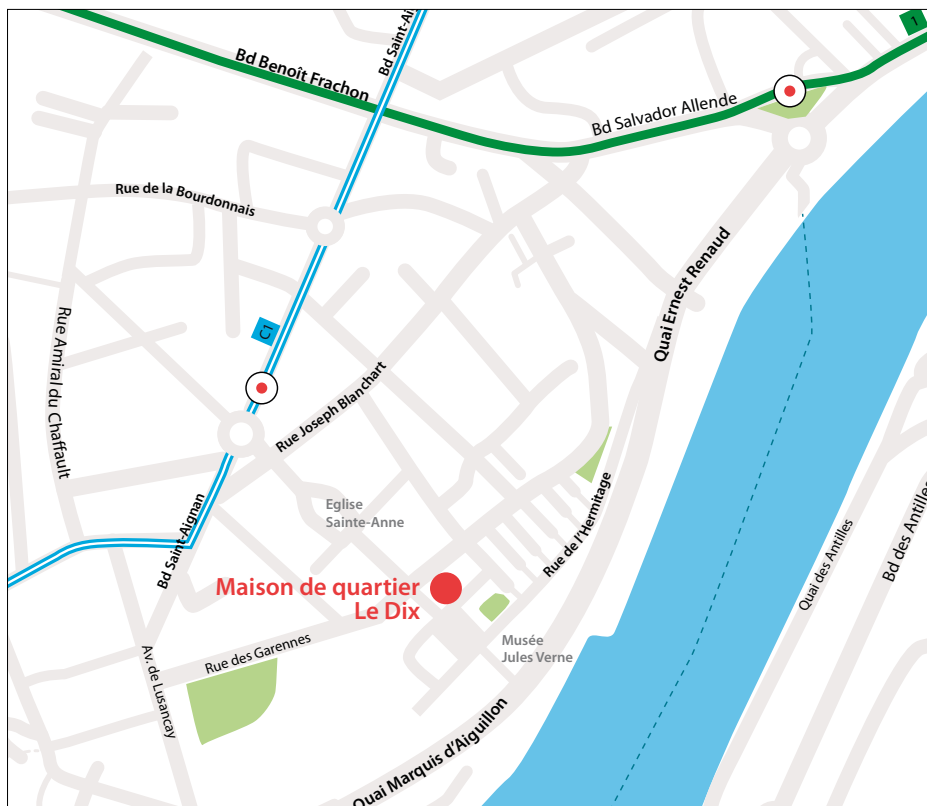 Bd Saint-Ai
1
Bd Benoît Frachon
Bd Salvador Allende
Rue de la Bourdonnais
Quai Ernest Renaud
C1
Rue Amiral du Chaffault
Rue Joseph Blanchart
Eglise
Sainte-Anne
Rue de l'Hermitage
Bd Saint-Aignan
Quai des Antilles
Bd des Antilles
Maison de quartier
Le Dix
Rue des Garennes
Musée
Jules Verne
Av. de Lusançay
Quai Marquis d'Aiguillon